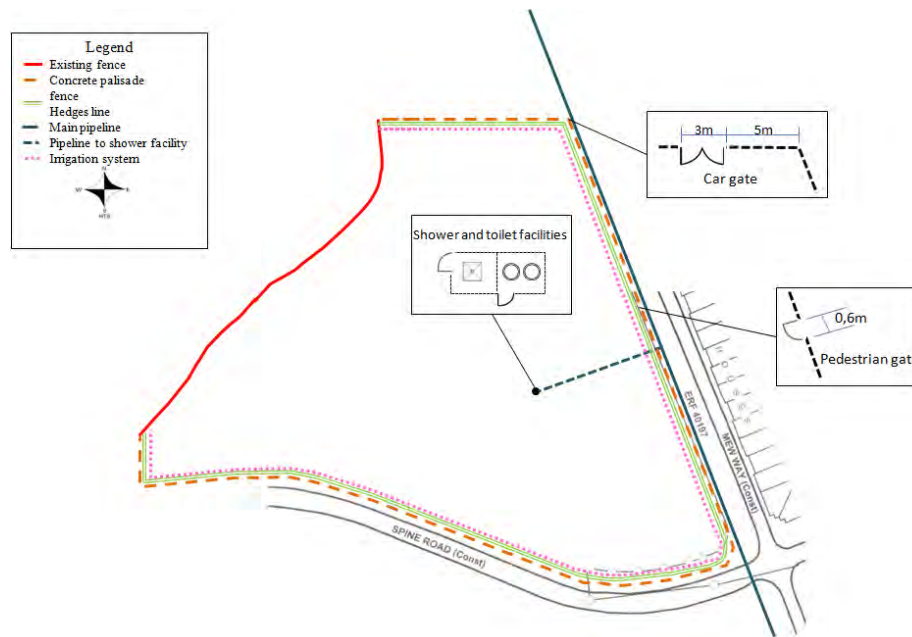 Legend
Existing fence
Concrete palisade
fence
Hedges line
Main pipeline
Pipeline to shower facility
Irrigation system
N
3m
5m
Car gate
Shower and toilet facilities
0,6m
Pedestrian gat
ERF 40197
MEW WAY (Const)
SPINE ROAD (Const)